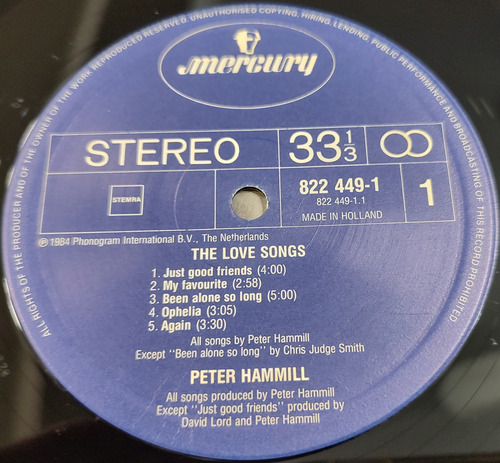 ALL RIGHTS OF THE PRODUCER AND OF THE OWNER OF THE WORK REPRODUCED RESERVED. UNAUTHORISED COPYING, HIRING, LENDING, PUBLIC PERFORMANCE AND BROADCASTING OF THIS RECORD PROHIBITED
mercury
STEREO
33 1/3
STEMRA
822 449-1
822 449-1.1
MADE IN HOLLAND
1
℗ 1984 Phonogram International B.V., The Netherlands
THE LOVE SONGS
1. Just good friends (4:00)
2. My favourite (2:58)
3. Been alone so long (5:00)
4. Ophelia (3:05)
5. Again (3:30)
All songs by Peter Hammill
Except "Been alone so long" by Chris Judge Smith
PETER HAMMILL
All songs produced by Peter Hammill
Except "Just good friends" produced by
David Lord and Peter Hammill